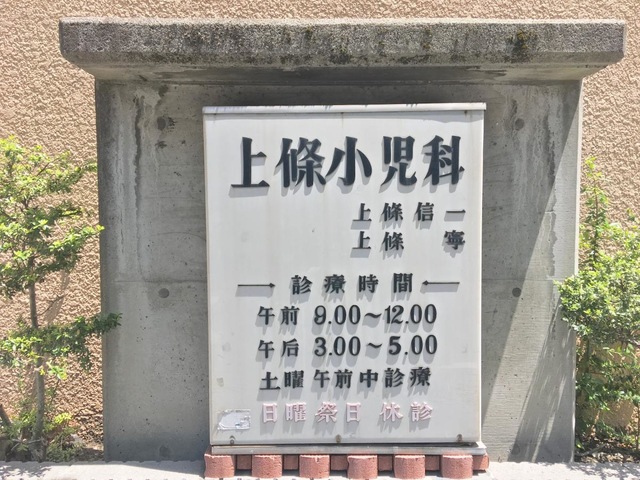 上條小児科
上條信一
上條 寧
診療時間
午前 9.00〜12.00
午后 3.00〜5.00
土曜午前中診療
日曜祭日 休診